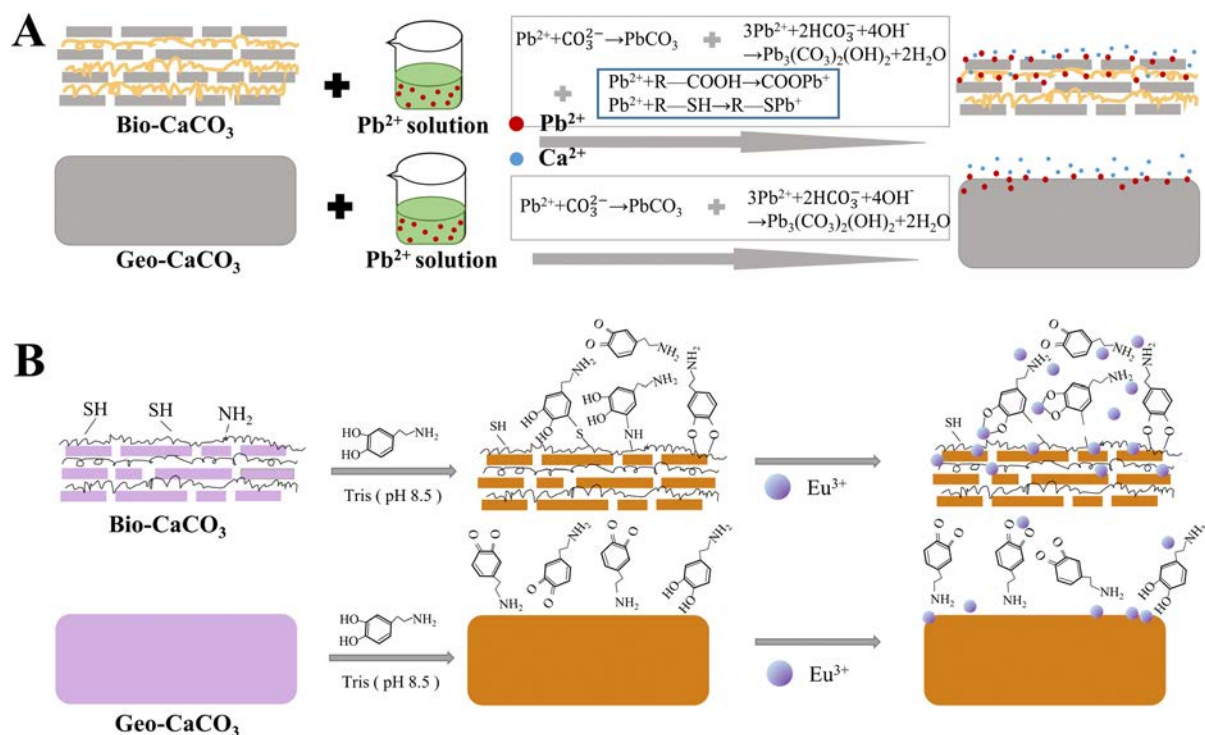 A
Bio-CaCO₃
Pb²⁺ solution
Pb²⁺+CO₃²⁻→PbCO₃
3Pb²⁺+2HCO₃⁻+4OH⁻
→Pb₃(CO₃)₂(OH)₂+2H₂O
Pb²⁺+R—COOH→COOPb⁺
Pb²⁺+R—SH→R—SPb⁺
Pb²⁺
Ca²⁺
Geo-CaCO₃
Pb²⁺ solution
Pb²⁺+CO₃²⁻→PbCO₃
3Pb²⁺+2HCO₃⁻+4OH⁻
→Pb₃(CO₃)₂(OH)₂+2H₂O
B
SH
SH
NH₂
Bio-CaCO₃
HO
HO
NH₂
Tris ( pH 8.5 )
O
O
NH₂
NH₂
NH₂
NH₂
HO
HO
HO
HO
SH
S
NH
O
O
Eu³⁺
O
O
NH₂
NH₂
NH₂
NH₂
O
O
O
O
O
O
SH
Geo-CaCO₃
HO
HO
NH₂
Tris ( pH 8.5 )
O
O
NH₂
NH₂
O
O
O
O
NH₂
NH₂
HO
HO
Eu³⁺
O
O
NH₂
O
O
NH₂
O
O
NH₂
NH₂
HO
HO